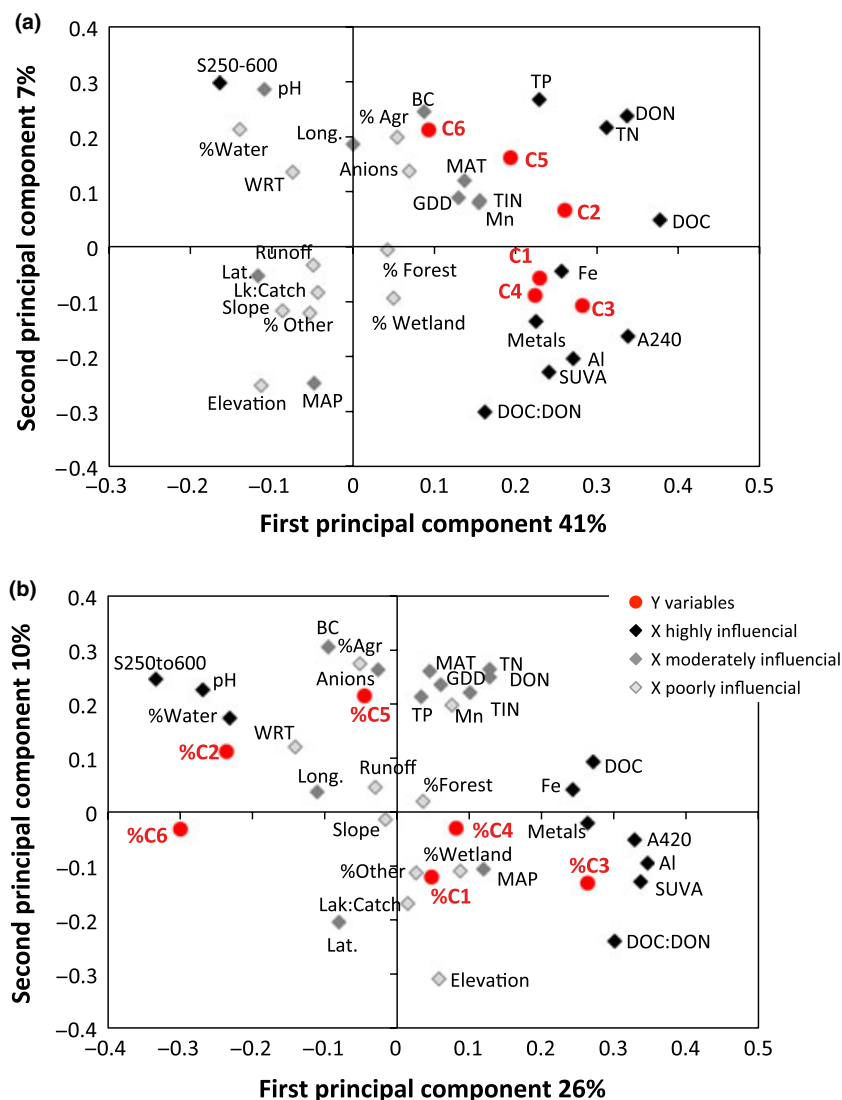 (a)
0.4
0.3
0.2
0.1
0
−0.1
−0.2
−0.3
−0.4
Second principal component 7%
S250-600
pH
TP
BC
DON
% Agr
C6
TN
%Water
Long.
C5
WRT
Anions
MAT
GDD
TIN
Mn
C2
DOC
Runoff
C1
Lat.
% Forest
Fe
Lk:Catch
C4
Slope
C3
% Other
% Wetland
Metals
A240
Al
SUVA
Elevation
MAP
DOC:DON
−0.3
−0.2
−0.1
0
0.1
0.2
0.3
0.4
0.5
First principal component 41%
(b)
0.4
0.3
0.2
0.1
0
−0.1
−0.2
−0.3
−0.4
Second principal component 10%
Y variables
X highly influencial
X moderately influencial
X poorly influencial
BC
%Agr
S250to600
MAT
TN
pH
Anions
GDD
DON
%Water
%C5
TP
Mn
TIN
%C2
WRT
Runoff
DOC
Long.
%Forest
Fe
%C6
Slope
%C4
Metals
A420
%Other
%Wetland
%C3
Al
%C1
MAP
SUVA
Lak:Catch
Lat.
DOC:DON
Elevation
−0.4
−0.3
−0.2
−0.1
0
0.1
0.2
0.3
0.4
0.5
First principal component 26%